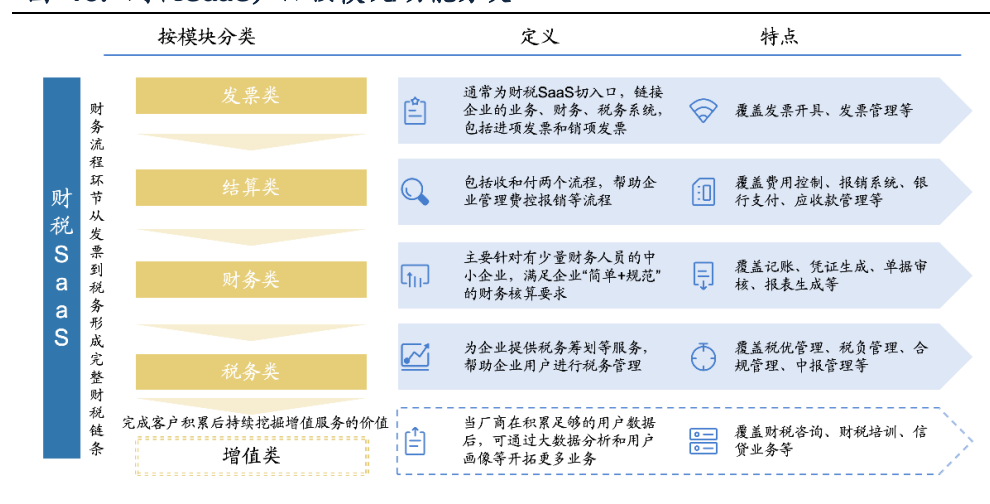 按模块分类
定义
特点
财税SaaS
财务流程环节从发票到税务形成完整财税链条
发票类
通常为财税SaaS切入口，链接
企业的业务、财务、税务系统，
包括进项发票和销项发票
覆盖发票开具、发票管理等
结算类
包括收和付两个流程，帮助企
业管理费控报销等流程
覆盖费用控制、报销系统、银
行支付、应收款管理等
财务类
主要针对有少量财务人员的中
小企业，满足企业“简单+规范”
的财务核算要求
覆盖记账、凭证生成、单据审
核、报表生成等
税务类
为企业提供税务筹划等服务，
帮助企业用户进行税务管理
覆盖税优管理、税负管理、合
规管理、申报管理等
完成客户积累后持续挖掘增值服务的价值
增值类
当厂商在积累足够的用户数据
后，可通过大数据分析和用户
画像等开拓更多业务
覆盖财税咨询、财税培训、信
贷业务等